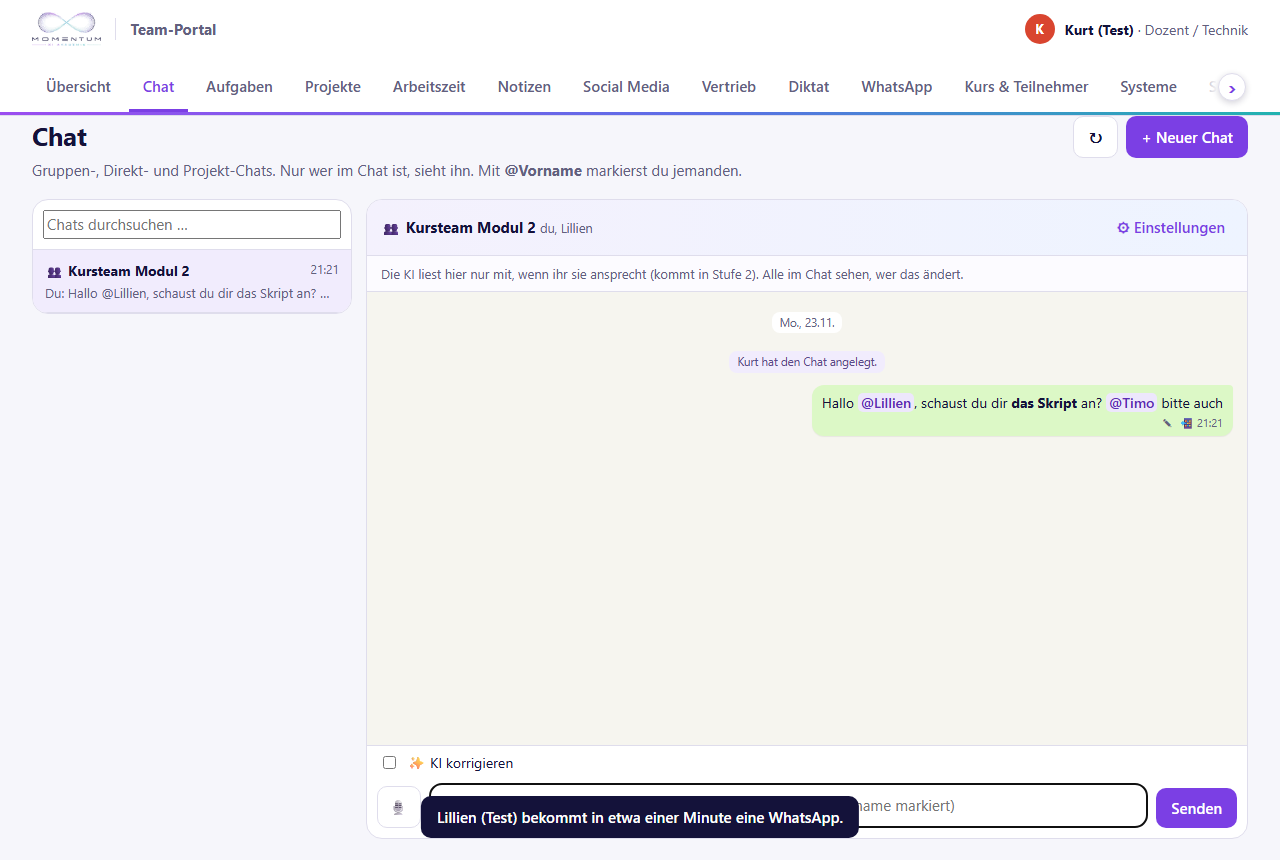 MOMENTUM
Team-Portal
K
Kurt (Test) · Dozent / Technik
Übersicht
Chat
Aufgaben
Projekte
Arbeitszeit
Notizen
Social Media
Vertrieb
Diktat
WhatsApp
Kurs & Teilnehmer
Systeme
Chat
+ Neuer Chat
Gruppen-, Direkt- und Projekt-Chats. Nur wer im Chat ist, sieht ihn. Mit @Vorname markierst du jemanden.
Chats durchsuchen ...
Kursteam Modul 2 21:21
Du: Hallo @Lillien, schaust du dir das Skript an? ...
Kursteam Modul 2 du, Lillien
Einstellungen
Die KI liest hier nur mit, wenn ihr sie ansprecht (kommt in Stufe 2). Alle im Chat sehen, wer das ändert.
Mo., 23.11.
Kurt hat den Chat angelegt.
Hallo @Lillien, schaust du dir das Skript an? @Timo bitte auch
21:21
KI korrigieren
markiert)
Lillien (Test) bekommt in etwa einer Minute eine WhatsApp.
Senden